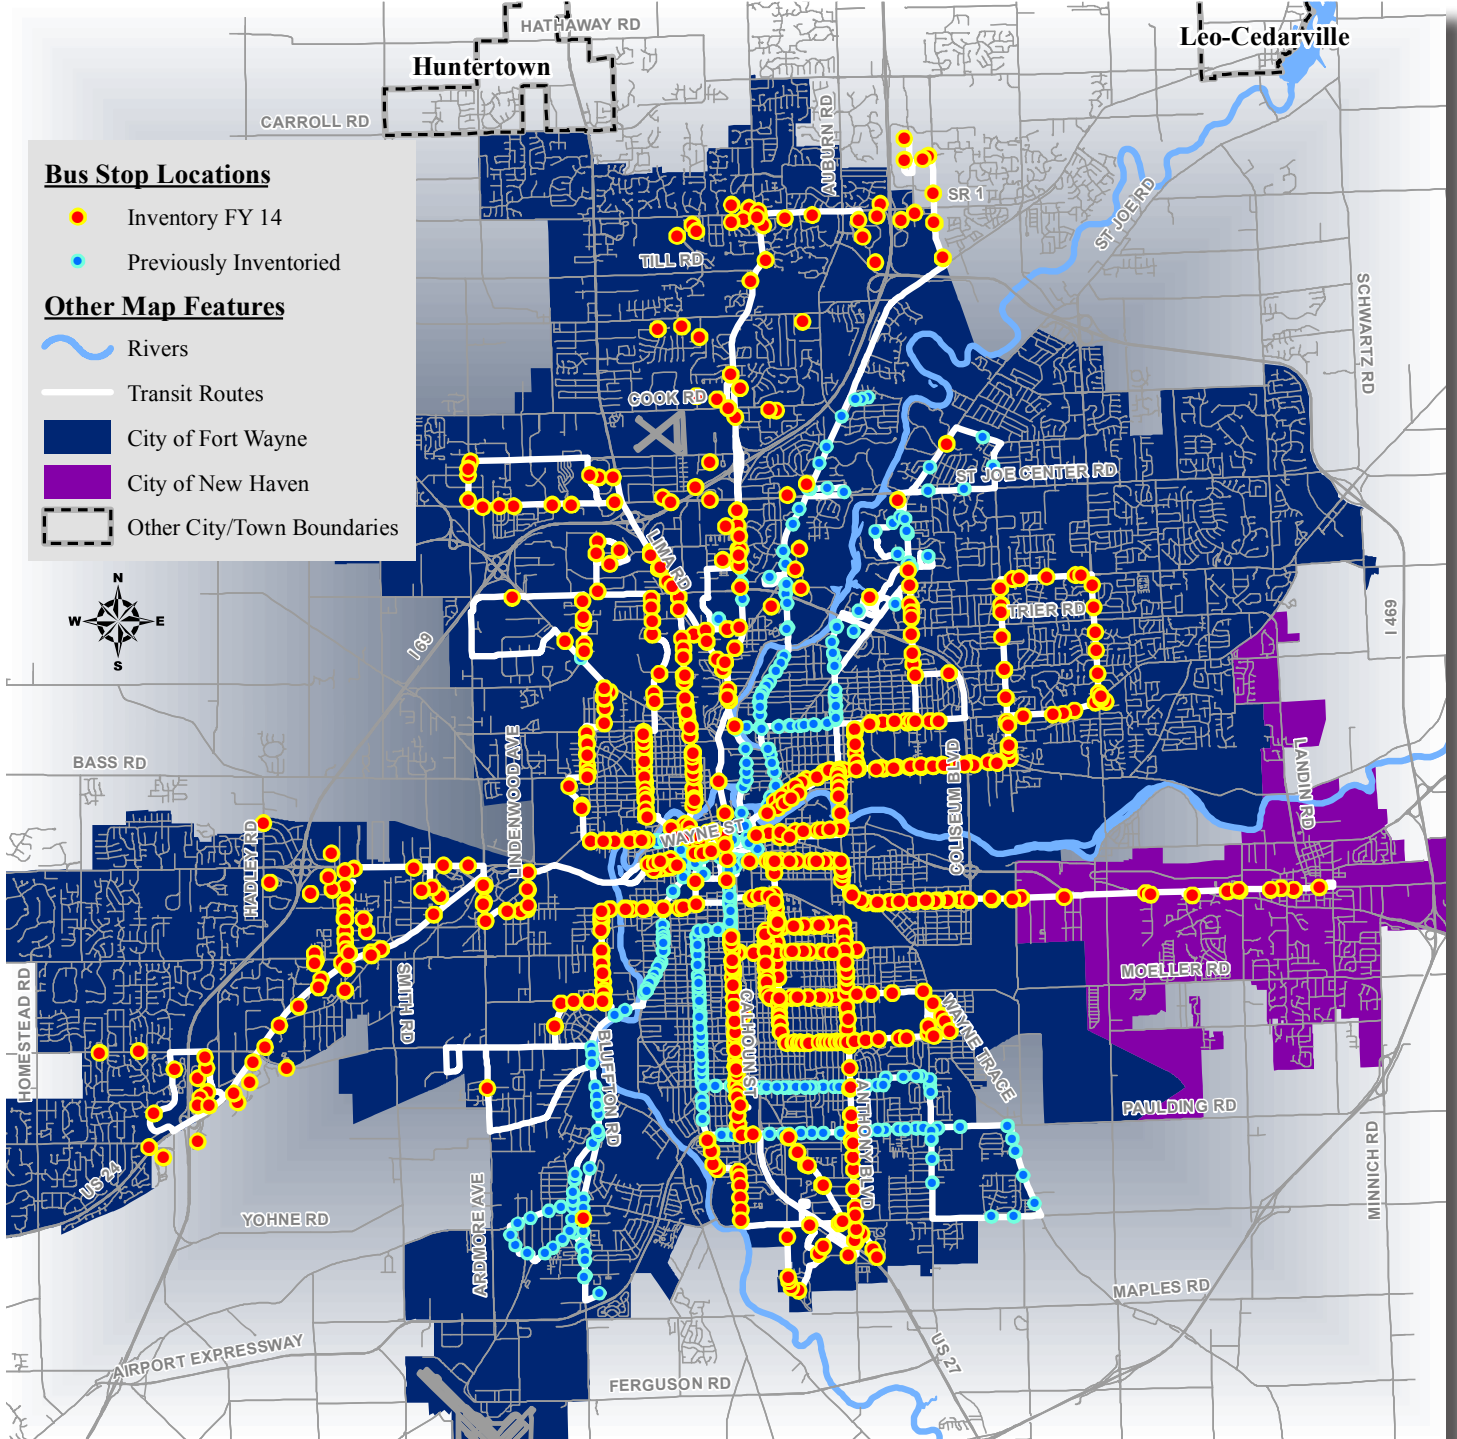 HATHAWAY RD
Leo-Cedarville
Huntertown
CARROLL RD
AUBURN RD
Bus Stop Locations
Inventory FY 14
Previously Inventoried
Other Map Features
Rivers
Transit Routes
City of Fort Wayne
City of New Haven
Other City/Town Boundaries
SR 1
ST JOE RD
TILL RD
SCHWARTZ RD
COOK RD
ST JOE CENTER RD
LIMA RD
N
W
E
S
TRIER RD
I 69
I 469
BASS RD
LINDENWOOD AVE
COLISEUM BLVD
LANDIN RD
WAYNE ST
HADLEY RD
HOMESTEAD RD
SMITH RD
MOELLER RD
CALHOUN ST
WAYNE TRACE
BLUFFTON RD
ANTHONY BLVD
PAULDING RD
MINNICH RD
US 24
YOHNE RD
ARDMORE AVE
MAPLES RD
AIRPORT EXPRESSWAY
US 27
FERGUSON RD